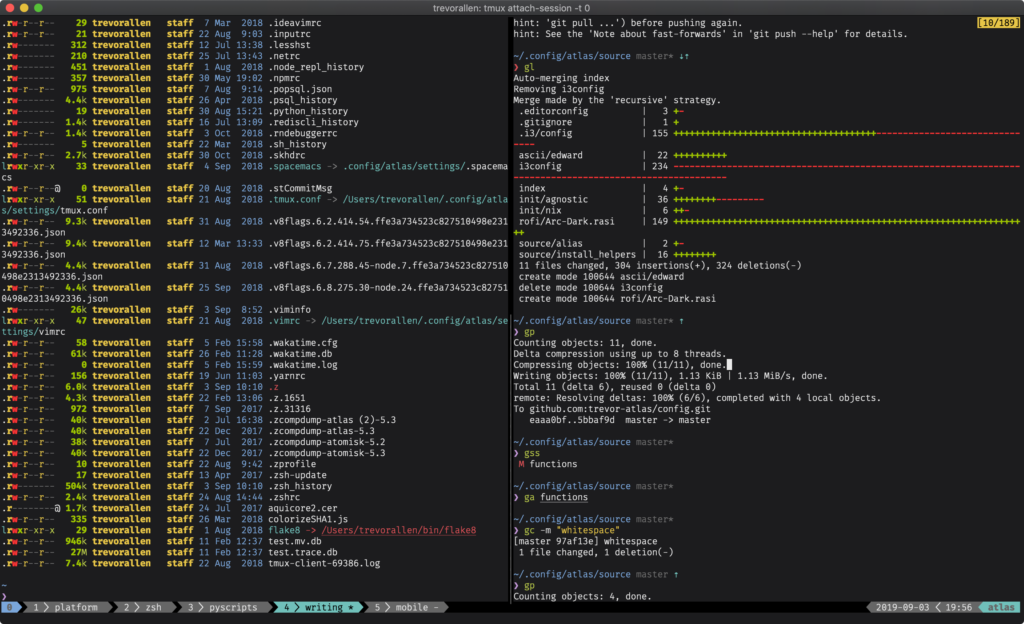 trevorallen: tmux attach-session -t 0
.rw-r--r-- 29 trevorallen staff 7 Mar 2018 .ideavimrc
.rw-r--r-- 21 trevorallen staff 22 Aug 9:03 .inputrc
.rw------- 312 trevorallen staff 12 Jul 13:38 .lesshst
.rw------- 210 trevorallen staff 25 Jul 13:43 .netrc
.rw------- 451 trevorallen staff 1 Aug 2018 .node_repl_history
.rw------- 357 trevorallen staff 30 May 19:02 .npmrc
.rw-r--r-- 975 trevorallen staff 7 Aug 9:14 .popsql.json
.rw------- 4.4k trevorallen staff 26 Apr 2018 .psql_history
.rw------- 19 trevorallen staff 30 Aug 15:21 .python_history
.rw-r--r-- 1.4k trevorallen staff 16 Jul 13:09 .rediscli_history
.rw-r--r-- 1.4k trevorallen staff 3 Oct 2018 .rndebuggerrc
.rw------- 5 trevorallen staff 22 Mar 2018 .sh_history
.rw-r--r-- 2.7k trevorallen staff 30 Oct 2018 .skhdrc
lrwxr-xr-x 33 trevorallen staff 4 Sep 2018 .spacemacs -> .config/atlas/settings/.spacema
cs
.rw-r--r--@ 0 trevorallen staff 20 Aug 2018 .stCommitMsg
lrwxr-xr-x 51 trevorallen staff 21 Aug 2018 .tmux.conf -> /Users/trevorallen/.config/atla
s/settings/tmux.conf
.rw-r--r-- 9.3k trevorallen staff 31 Aug 2018 .v8flags.6.2.414.54.ffe3a734523c827510498e231
3492336.json
.rw-r--r-- 9.4k trevorallen staff 12 Mar 13:33 .v8flags.6.2.414.75.ffe3a734523c827510498e231
3492336.json
.rw-r--r-- 4.4k trevorallen staff 31 Aug 2018 .v8flags.6.7.288.45-node.7.ffe3a734523c827510
498e2313492336.json
.rw-r--r-- 4.4k trevorallen staff 25 Sep 2018 .v8flags.6.8.275.30-node.24.ffe3a734523c82751
0498e2313492336.json
.rw------- 26k trevorallen staff 3 Sep 8:52 .viminfo
lrwxr-xr-x 47 trevorallen staff 21 Aug 2018 .vimrc -> /Users/trevorallen/.config/atlas/se
ttings/vimrc
.rw-r--r-- 58 trevorallen staff 5 Feb 15:58 .wakatime.cfg
.rw-r--r-- 61k trevorallen staff 26 Feb 11:28 .wakatime.db
.rw-r--r-- 0 trevorallen staff 5 Feb 15:59 .wakatime.log
.rw-r--r-- 156 trevorallen staff 19 Jun 11:03 .yarnrc
.rw------- 6.0k trevorallen staff 3 Sep 10:10 .z
.rw------- 4.3k trevorallen staff 22 Feb 13:06 .z.1651
.rw------- 972 trevorallen staff 7 Sep 2017 .z.31316
.rw-r--r-- 40k trevorallen staff 2 Jul 16:38 .zcompdump-atlas (2)-5.3
.rw-r--r-- 40k trevorallen staff 22 Dec 2017 .zcompdump-atlas-5.3
.rw-r--r-- 38k trevorallen staff 7 Jul 2017 .zcompdump-atomisk-5.2
.rw-r--r-- 40k trevorallen staff 22 Dec 2017 .zcompdump-atomisk-5.3
.rw-r--r-- 10 trevorallen staff 22 Aug 9:42 .zprofile
.rw-r--r-- 17 trevorallen staff 13 Apr 2017 .zsh-update
.rw------- 504k trevorallen staff 3 Sep 10:10 .zsh_history
.rw-r--r-- 2.4k trevorallen staff 24 Aug 14:44 .zshrc
.r--------@ 1.7k trevorallen staff 24 Jul 2017 aquicore2.cer
.rw-r--r-- 335 trevorallen staff 26 Mar 2018 colorizeSHA1.js
lrwxr-xr-x 29 trevorallen staff 1 Aug 2018 flake8 -> /Users/trevorallen/bin/flake8
.rw-r--r-- 946k trevorallen staff 11 Feb 12:37 test.mv.db
.rw-r--r-- 27M trevorallen staff 11 Feb 12:37 test.trace.db
.rw-r--r-- 7.4k trevorallen staff 22 Aug 2018 tmux-client-69386.log
~
❯
hint: 'git pull ...') before pushing again.
[10/189]
hint: See the 'Note about fast-forwards' in 'git push --help' for details.
~/.config/atlas/source master* ↓↑
❯ gl
Auto-merging index
Removing i3config
Merge made by the 'recursive' strategy.
.editorconfig | 3 +-
.gitignore | 1 +
.i3/config | 155 +++++++++++++++++++++++++++++++++++++++---------------------------
----
ascii/edward | 22 ++++++++++
i3config | 234 ------------------------------------------------------------------
-----------------------------------------
index | 4 +-
init/agnostic | 36 ++++++++---------
init/nix | 6 ++-
rofi/Arc-Dark.rasi | 149 ++++++++++++++++++++++++++++++++++++++++++++++++++++++++++++++++++
++
source/alias | 2 +-
source/install_helpers | 16 ++++++++
11 files changed, 304 insertions(+), 324 deletions(-)
create mode 100644 ascii/edward
delete mode 100644 i3config
create mode 100644 rofi/Arc-Dark.rasi
~/.config/atlas/source master* ↑
❯ gp
Counting objects: 11, done.
Delta compression using up to 8 threads.
Compressing objects: 100% (11/11), done.
Writing objects: 100% (11/11), 1.13 KiB | 1.13 MiB/s, done.
Total 11 (delta 6), reused 0 (delta 0)
remote: Resolving deltas: 100% (6/6), completed with 4 local objects.
To github.com:trevor-atlas/config.git
eaaa0bf..5bbaf9d master -> master
~/.config/atlas/source master*
❯ gss
M functions
~/.config/atlas/source master*
❯ ga functions
~/.config/atlas/source master*
❯ gc -m "whitespace"
[master 97af13e] whitespace
1 file changed, 1 deletion(-)
~/.config/atlas/source master ↑
❯ gp
Counting objects: 4, done.
0 1 platform 2 zsh 3 pyscripts 4 writing * 5 mobile - 2019-09-03 19:56 atlas